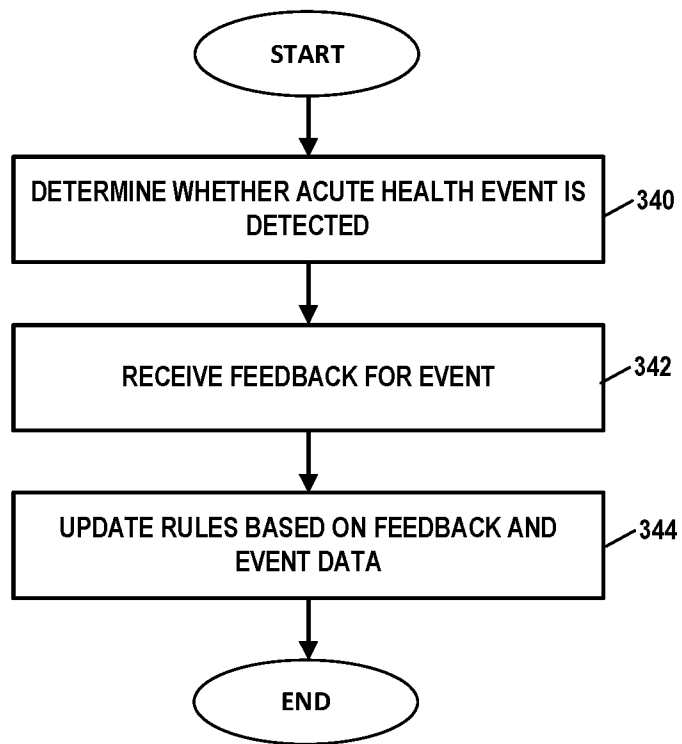 START
DETERMINE WHETHER ACUTE HEALTH EVENT IS
DETECTED
340
RECEIVE FEEDBACK FOR EVENT
342
UPDATE RULES BASED ON FEEDBACK AND
EVENT DATA
344
END